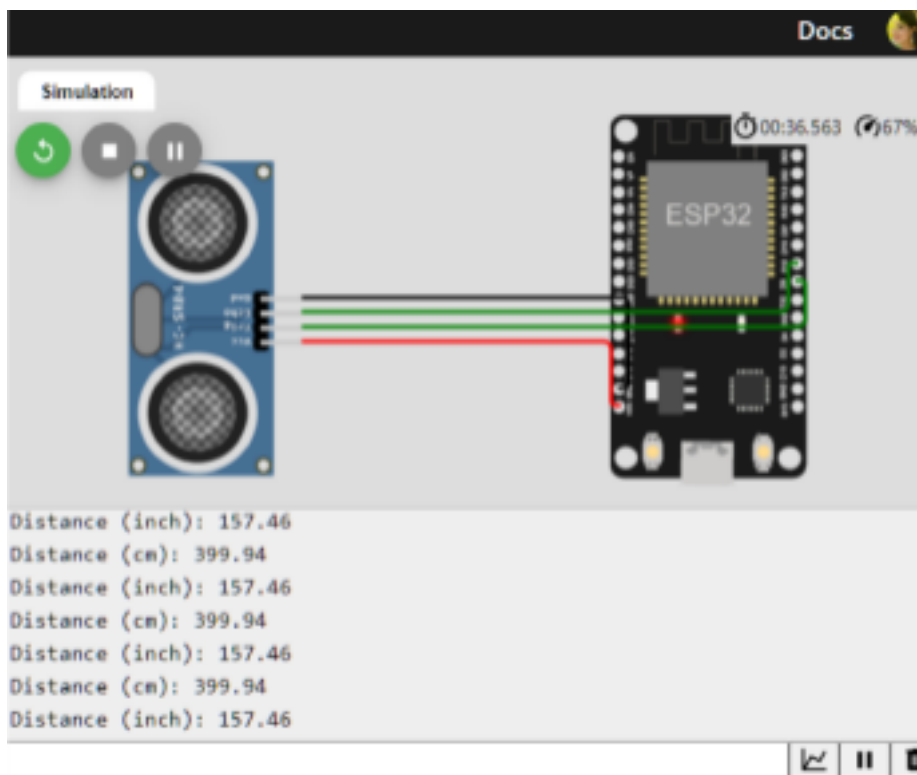 Docs
Simulation
00:36.563 67%
ESP32
Distance (inch): 157.46
Distance (cm): 399.94
Distance (inch): 157.46
Distance (cm): 399.94
Distance (inch): 157.46
Distance (cm): 399.94
Distance (inch): 157.46